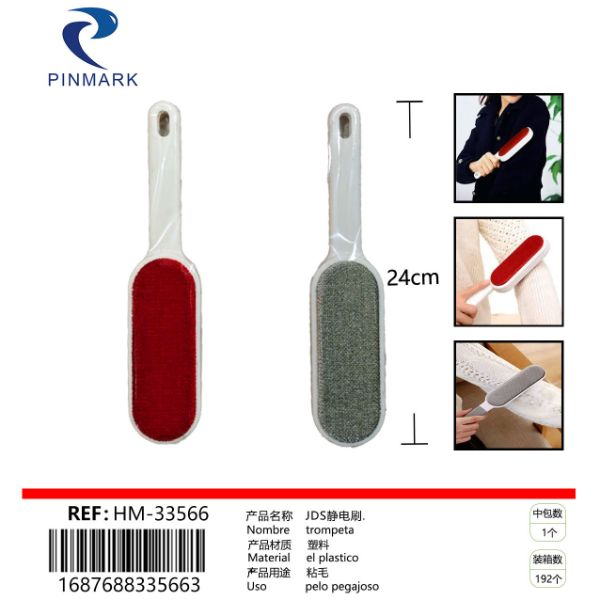 PINMARK
24cm
REF: HM-33566
1687688335663
产品名称 JDS静电刷.
Nombre trompeta
产品材质 塑料
Material el plastico
产品用途 粘毛
Uso pelo pegajoso
中包数
1个
装箱数
192个